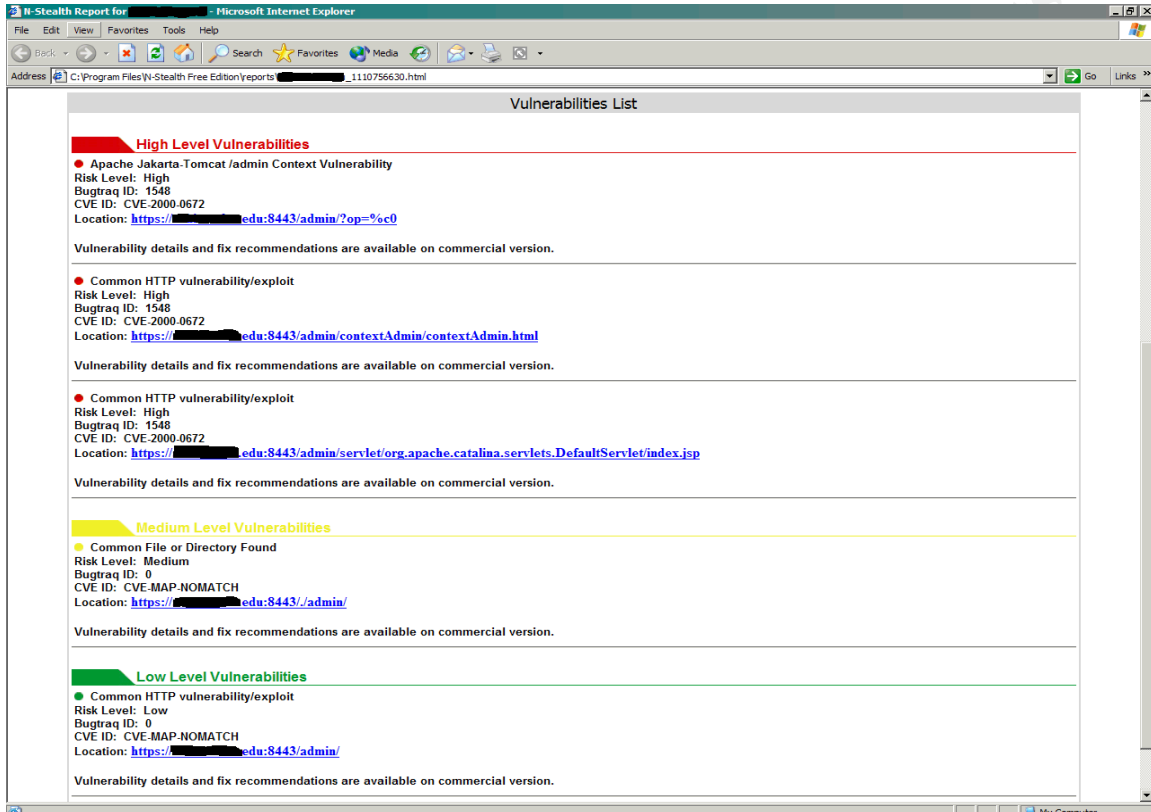 N-Stealth Report for - Microsoft Internet Explorer
File Edit View Favorites Tools Help
Back Search Favorites Media
Address C:\Program Files\N-Stealth Free Edition\reports\ _1110756630.html Go Links »
Vulnerabilities List
High Level Vulnerabilities
Apache Jakarta-Tomcat /admin Context Vulnerability
Risk Level: High
Bugtraq ID: 1548
CVE ID: CVE-2000-0672
Location: https:// edu:8443/admin/?op=%c0
Vulnerability details and fix recommendations are available on commercial version.
Common HTTP vulnerability/exploit
Risk Level: High
Bugtraq ID: 1548
CVE ID: CVE-2000-0672
Location: https:// edu:8443/admin/contextAdmin/contextAdmin.html
Vulnerability details and fix recommendations are available on commercial version.
Common HTTP vulnerability/exploit
Risk Level: High
Bugtraq ID: 1548
CVE ID: CVE-2000-0672
Location: https:// .edu:8443/admin/servlet/org.apache.catalina.servlets.DefaultServlet/index.jsp
Vulnerability details and fix recommendations are available on commercial version.
Medium Level Vulnerabilities
Common File or Directory Found
Risk Level: Medium
Bugtraq ID: 0
CVE ID: CVE-MAP-NOMATCH
Location: https:// edu:8443/./admin/
Vulnerability details and fix recommendations are available on commercial version.
Low Level Vulnerabilities
Common HTTP vulnerability/exploit
Risk Level: Low
Bugtraq ID: 0
CVE ID: CVE-MAP-NOMATCH
Location: https:// edu:8443/admin/
Vulnerability details and fix recommendations are available on commercial version.
My Computer